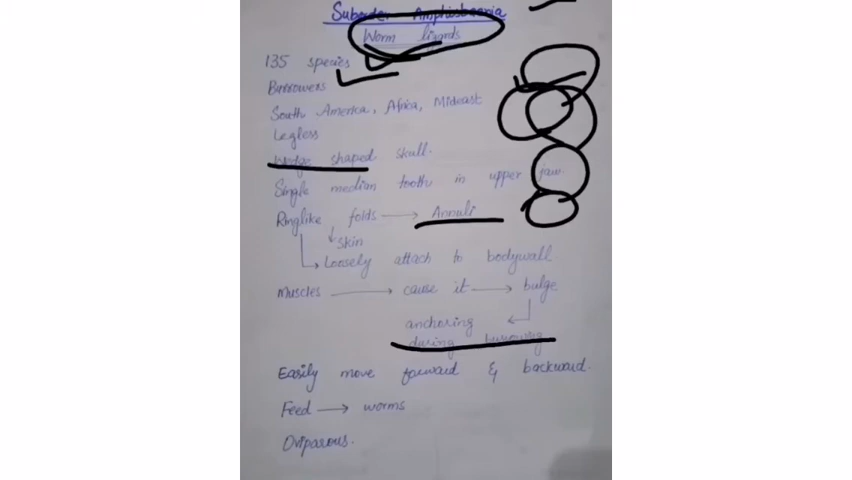 Suborder Amphisbaenia
Worm lizards
135 species
Burrowers
South America, Africa, Mideast
Legless
Wedge shaped skull.
Single median tooth in upper jaw.
Ringlike folds → Annuli
↓ Skin
↳ Loosely attach to bodywall
Muscles → cause it → bulge
anchoring
during burrowing
Easily move forward & backward.
Feed → worms
Oviparous.